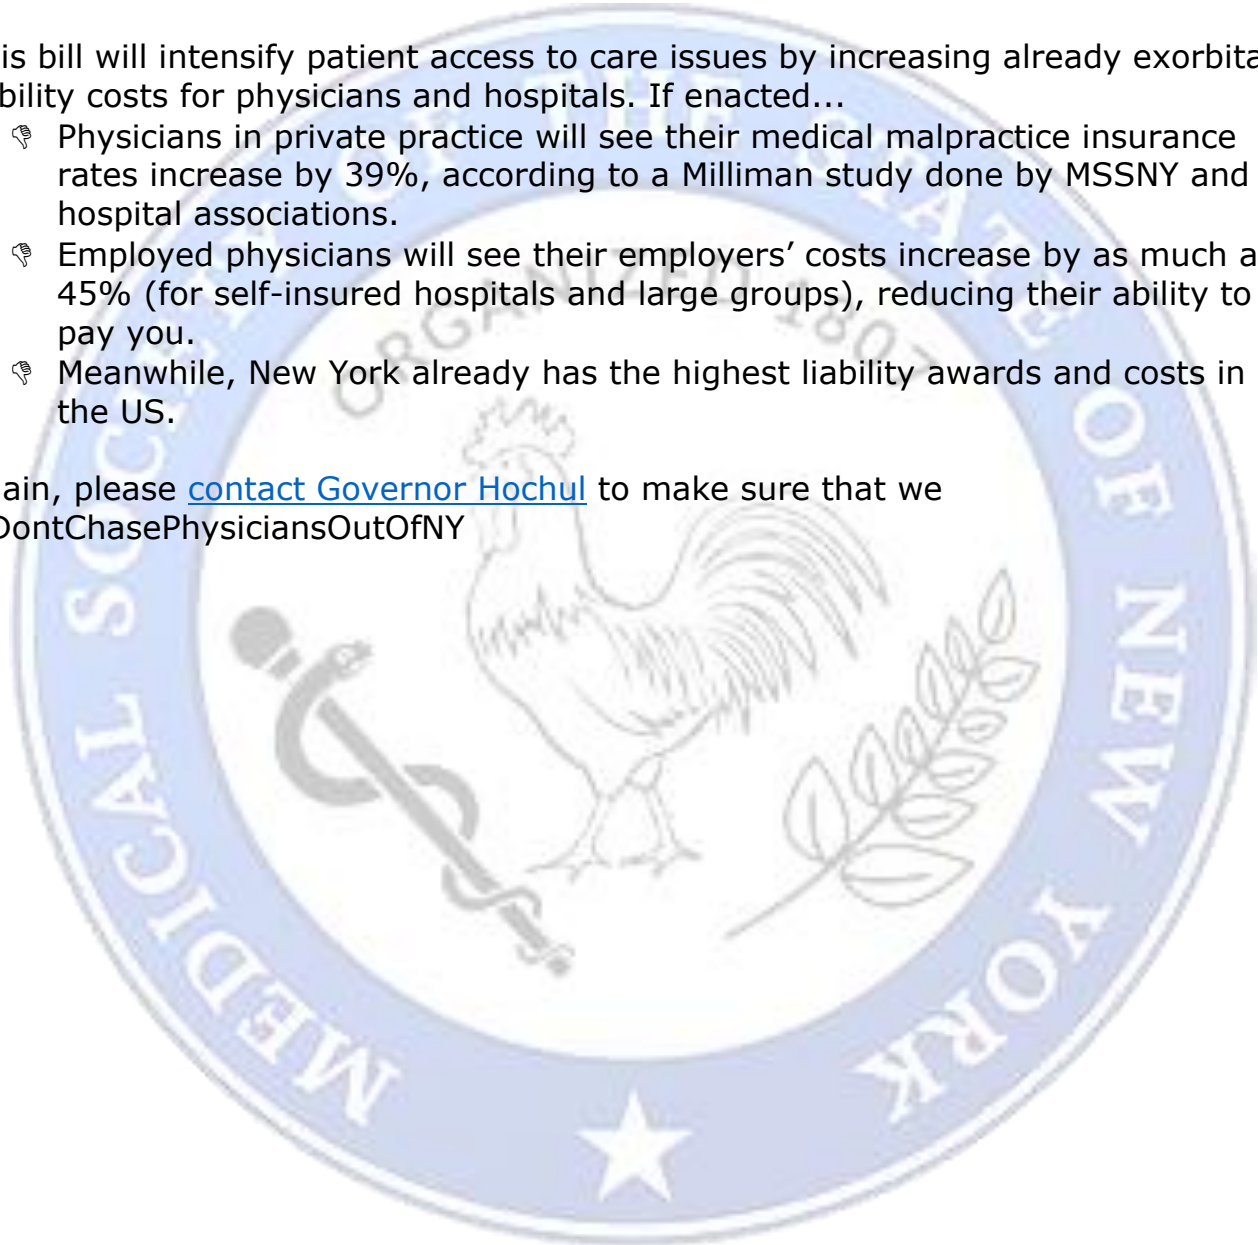 is bill will intensify patient access to care issues by increasing already exorbita
bility costs for physicians and hospitals. If enacted...
👎 Physicians in private practice will see their medical malpractice insurance
rates increase by 39%, according to a Milliman study done by MSSNY and
hospital associations.
👎 Employed physicians will see their employers’ costs increase by as much a
45% (for self-insured hospitals and large groups), reducing their ability to
pay you.
👎 Meanwhile, New York already has the highest liability awards and costs in
the US.
ain, please contact Governor Hochul to make sure that we
DontChasePhysiciansOutOfNY
MEDICAL SOCIETY OF THE STATE OF NEW YORK
ORGANIZED 1807